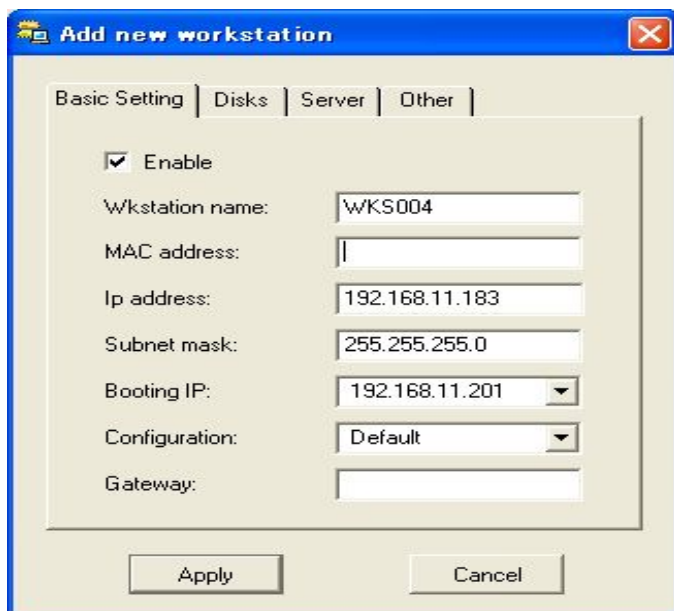 Add new workstation
Basic Setting Disks Server Other
Enable
Wkstation name: WKS004
MAC address:
Ip address: 192.168.11.183
Subnet mask: 255.255.255.0
Booting IP: 192.168.11.201
Configuration: Default
Gateway:
Apply Cancel